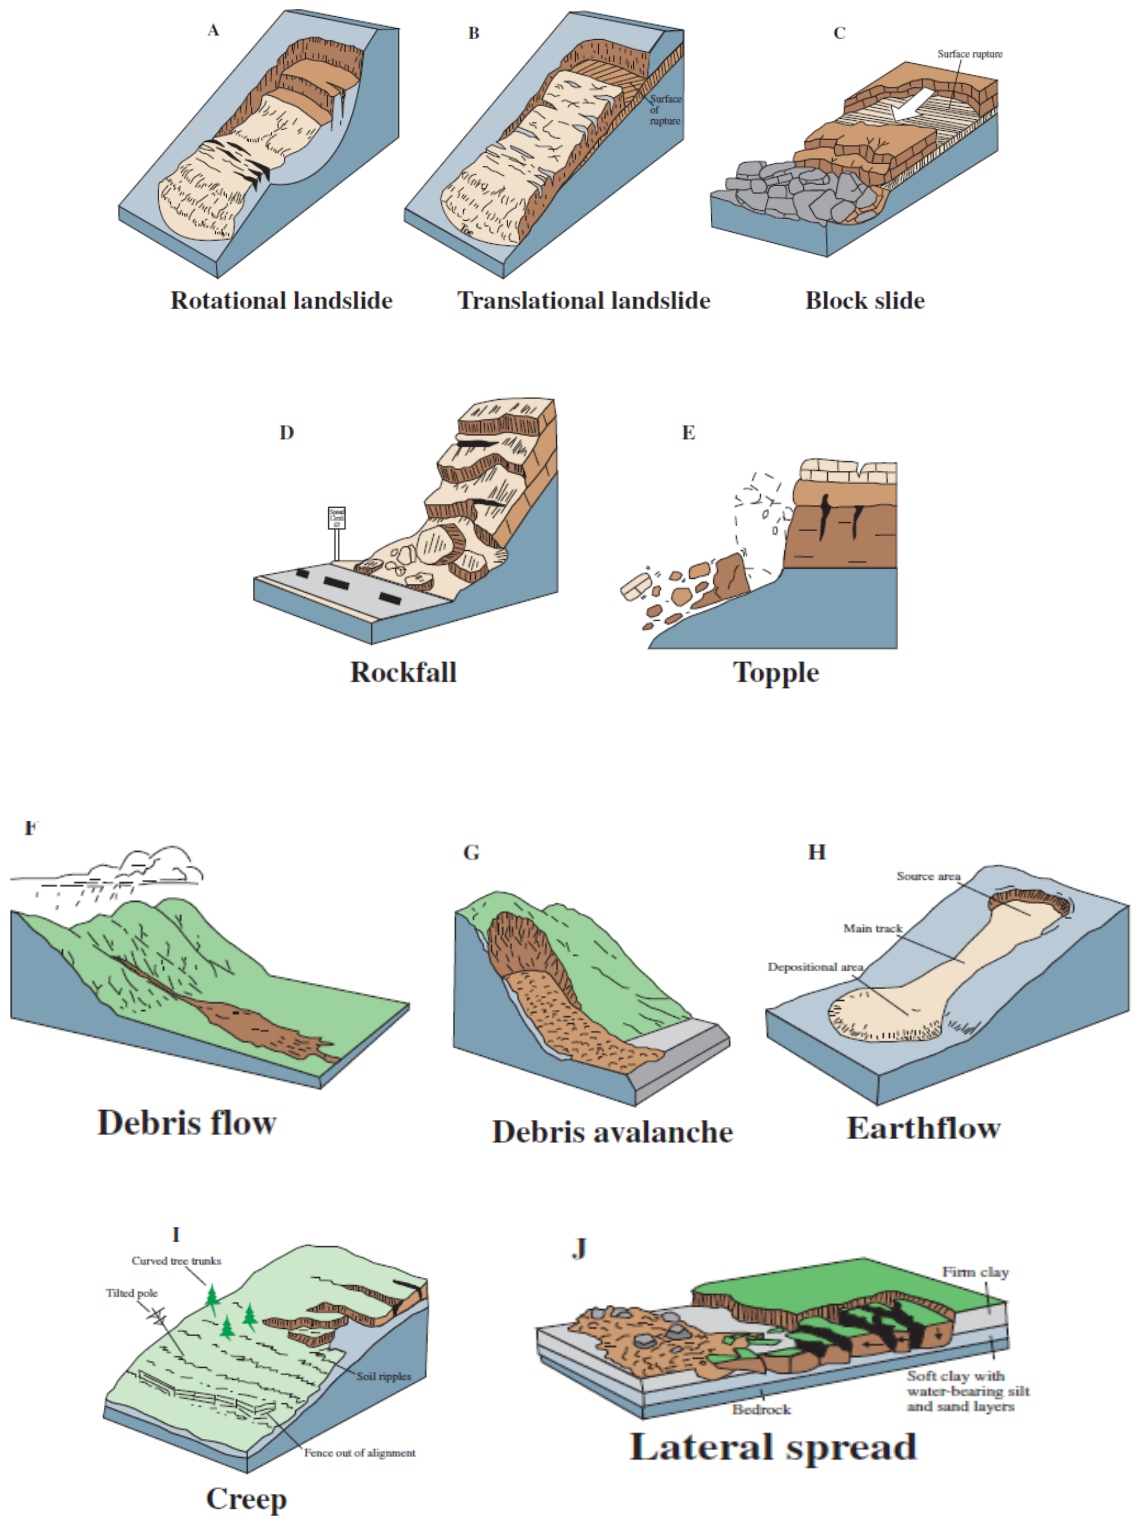 A
B
C
Surface rupture
Surface
of
rupture
Toe
Rotational landslide
Translational landslide
Block slide
D
E
Speed
Limit
Rockfall
Topple
F
G
H
Source area
Main track
Depositional area
Debris flow
Debris avalanche
Earthflow
I
J
Curved tree trunks
Tilted pole
Firm clay
Soil ripples
Soft clay with
water-bearing silt
and sand layers
Bedrock
Fence out of alignment
Lateral spread
Creep